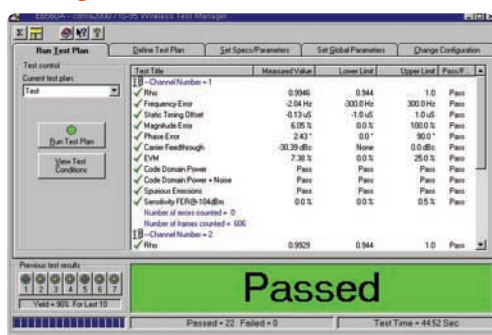 E6560A - cdma2000 / IS-95 Wireless Test Manager
Run Test Plan Define Test Plan Set Specs/Parameters Set Global Parameters Change Configuration
Test control
Current test plan:
Test
Run Test Plan
View Test Conditions
Test Title Measured Value Lower Limit Upper Limit Pass/F...
--Channel Number = 1
Rho 0.9946 0.944 1.0 Pass
Frequency Error -2.04 Hz -300.0 Hz 300.0 Hz Pass
Static Timing Offset -0.13 uS -1.0 uS 1.0 uS Pass
Magnitude Error 6.05 % 0.0 % 100.0 % Pass
Phase Error 2.43 ° 0.0 ° 90.0 ° Pass
Carrier Feedthrough -30.39 dBc None 0.0 dBc Pass
EVM 7.38 % 0.0 % 25.0 % Pass
Code Domain Power Pass Pass Pass Pass
Code Domain Power + Noise Pass Pass Pass Pass
Spurious Emissions Pass Pass Pass Pass
Sensitivity FER@-104dBm 0.0 % 0.0 % 0.5 % Pass
Number of errors counted = 0
Number of frames counted = 606
--Channel Number = 2
Rho 0.9929 0.944 1.0 Pass
Previous test results
1 2 3 4 5 6 7
Yield = 90% For Last 10
Passed
Passed = 22 Failed = 0 Test Time = 44.52 Sec